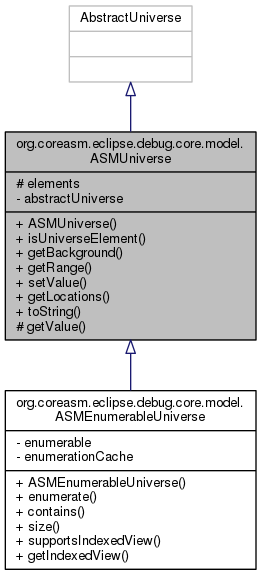 AbstractUniverse
org.coreasm.eclipse.debug.core.model.
ASMUniverse
# elements
- abstractUniverse
+ ASMUniverse()
+ isUniverseElement()
+ getBackground()
+ getRange()
+ setValue()
+ getLocations()
+ toString()
# getValue()
org.coreasm.eclipse.debug.core.model.
ASMEnumerableUniverse
- enumerable
- enumerationCache
+ ASMEnumerableUniverse()
+ enumerate()
+ contains()
+ size()
+ supportsIndexedView()
+ getIndexedView()